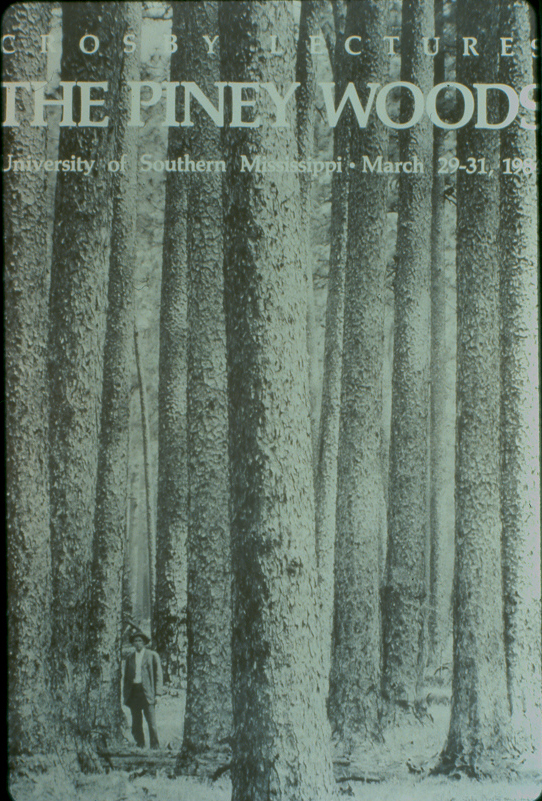 CROSBY LECTURES
THE PINEY WOODS
University of Southern Mississippi • March 29-31,